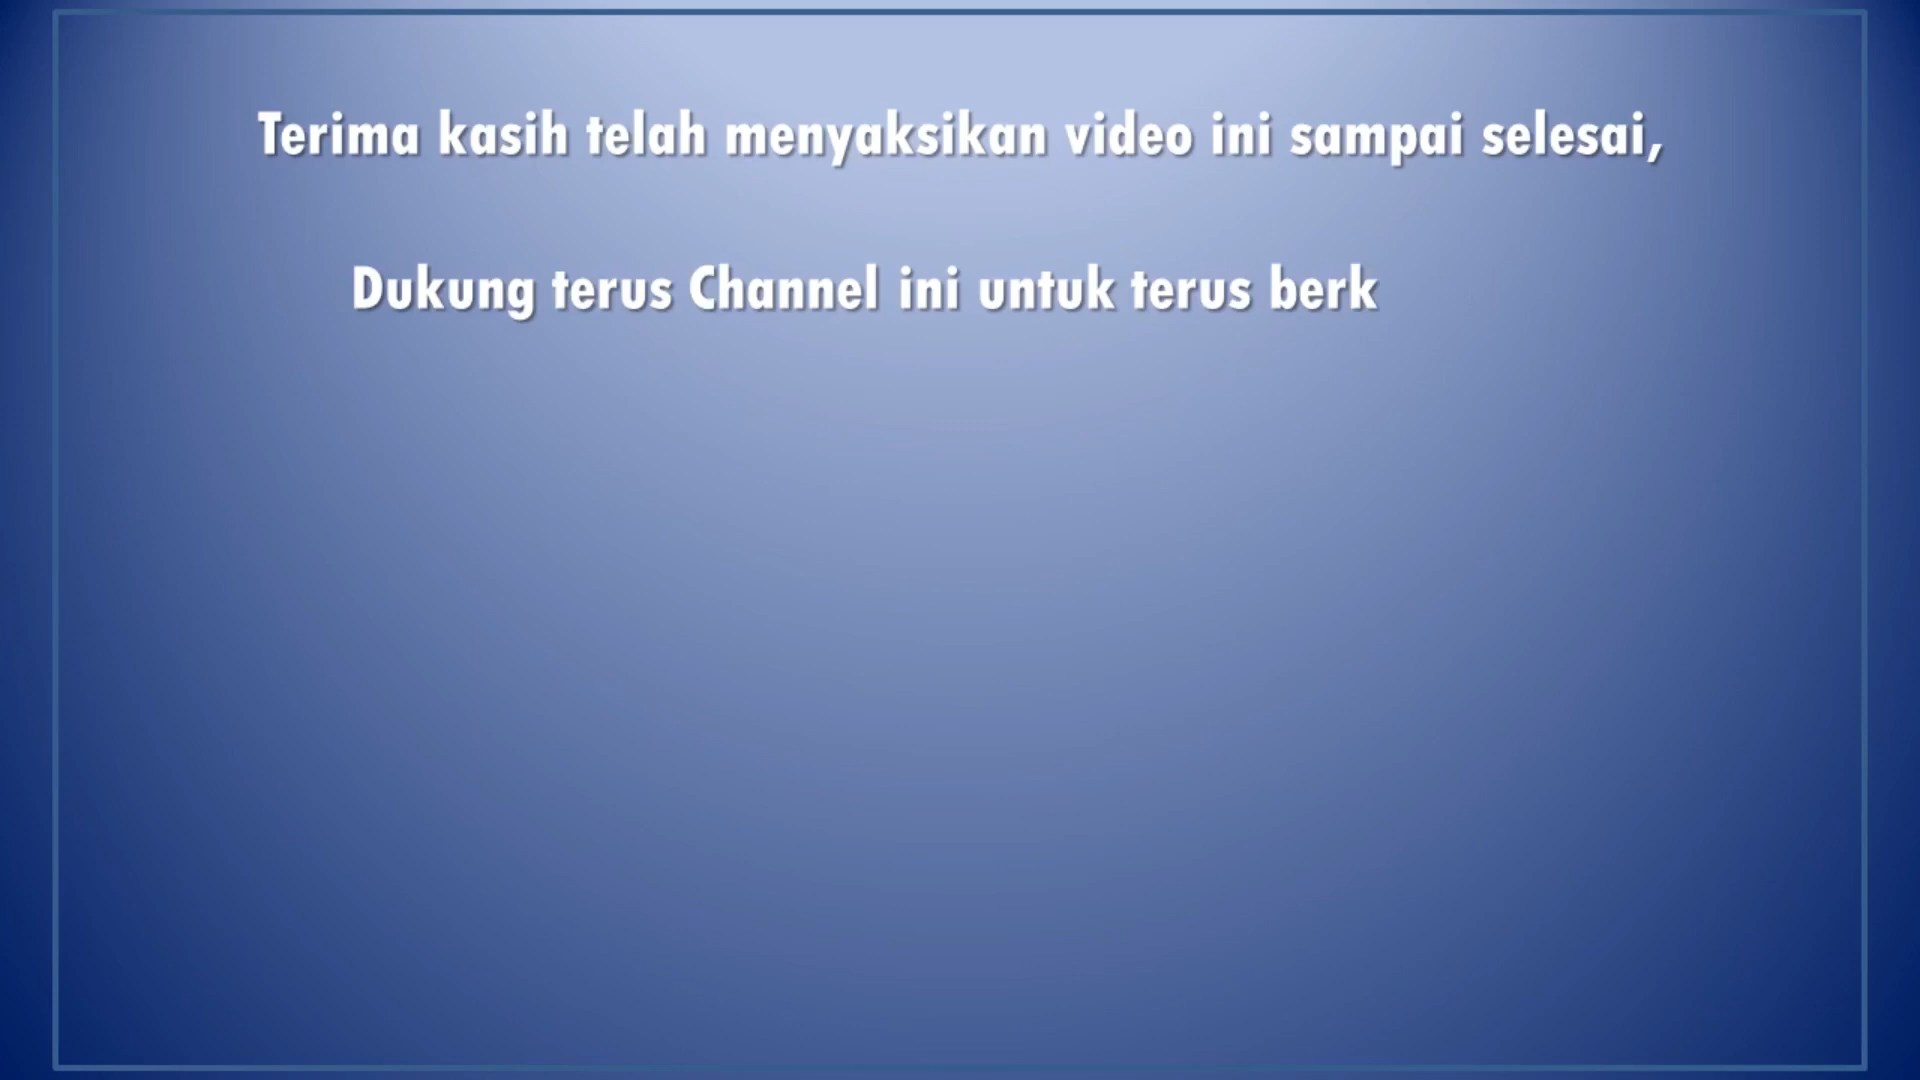 Terima kasih telah menyaksikan video ini sampai selesai,
Dukung terus Channel ini untuk terus berk